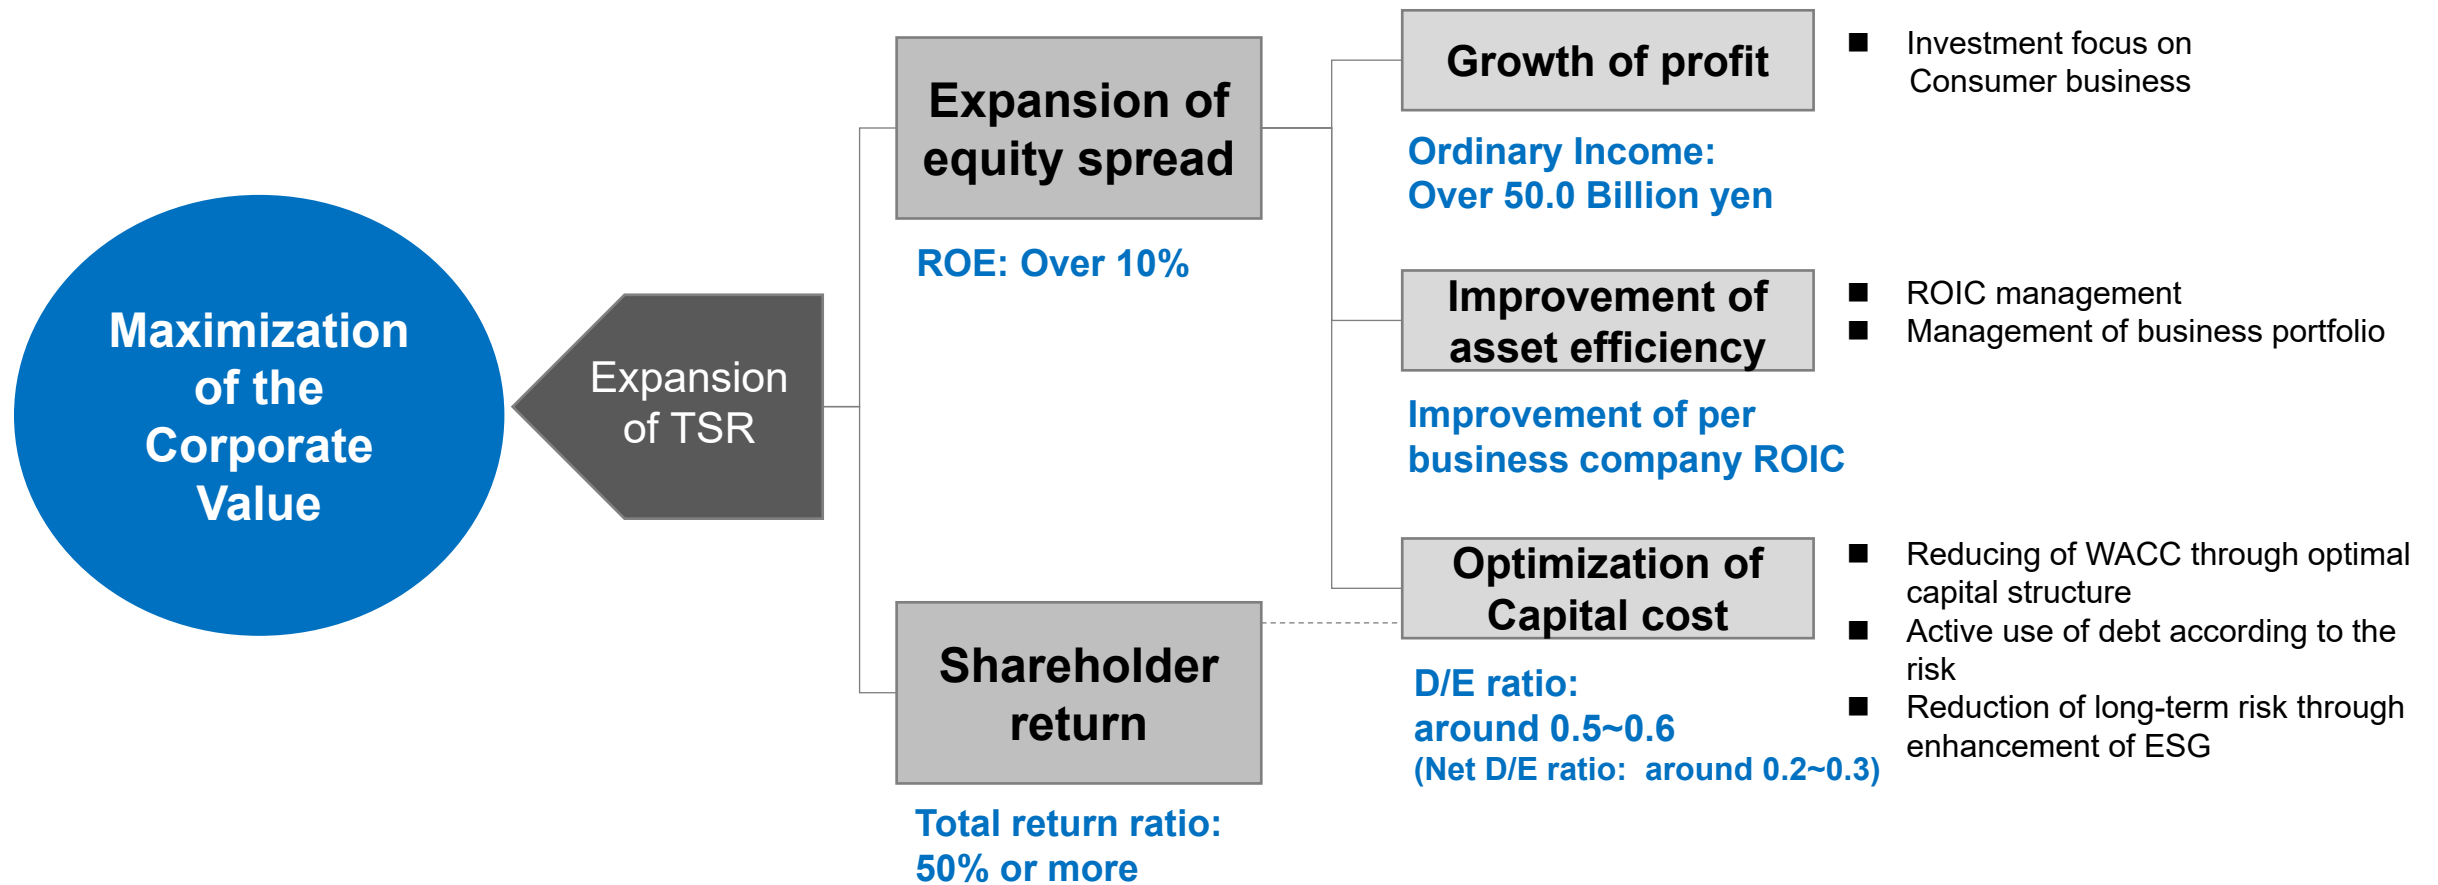 Maximization
of the
Corporate
Value
Expansion
of TSR
Expansion of
equity spread
ROE: Over 10%
Shareholder
return
Total return ratio:
50% or more
Growth of profit
Ordinary Income:
Over 50.0 Billion yen
■ Investment focus on
Consumer business
Improvement of
asset efficiency
Improvement of per
business company ROIC
■ ROIC management
■ Management of business portfolio
Optimization of
Capital cost
D/E ratio:
around 0.5~0.6
(Net D/E ratio: around 0.2~0.3)
■ Reducing of WACC through optimal
capital structure
■ Active use of debt according to the
risk
■ Reduction of long-term risk through
enhancement of ESG